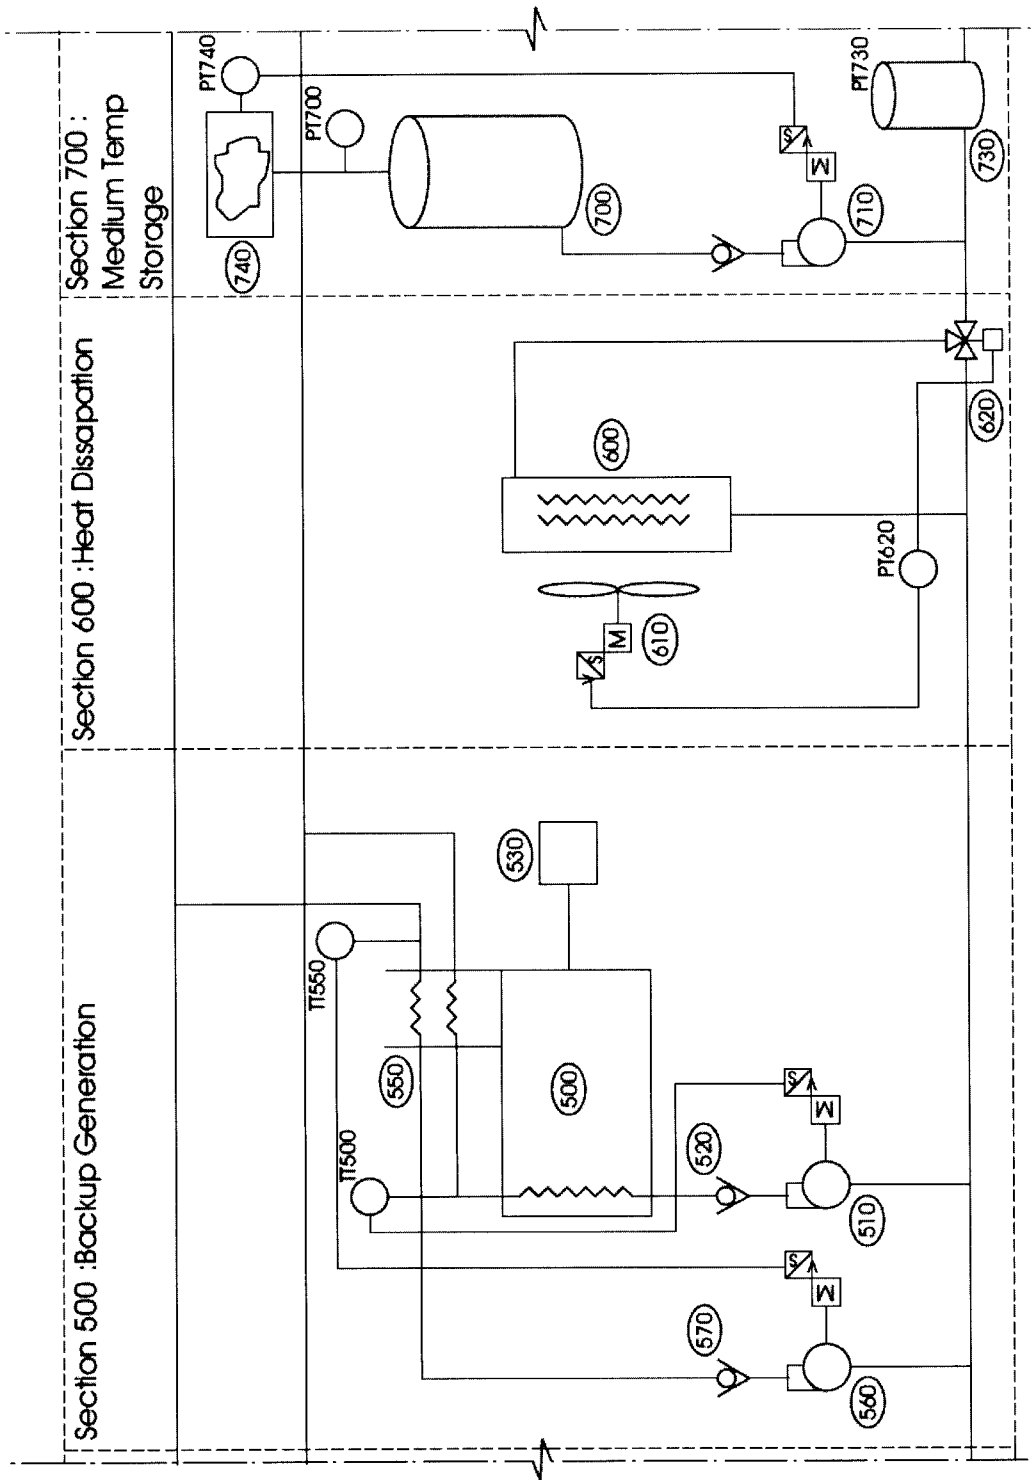 Section 500 :Backup Generation
Section 600 :Heat Dissapation
Section 700 :
Medium Temp
Storage
TT550
TT500
550
530
500
570
520
S
M
S
M
560
510
S
M
610
600
PT620
620
PT740
740
PT700
700
S
M
710
PT730
730